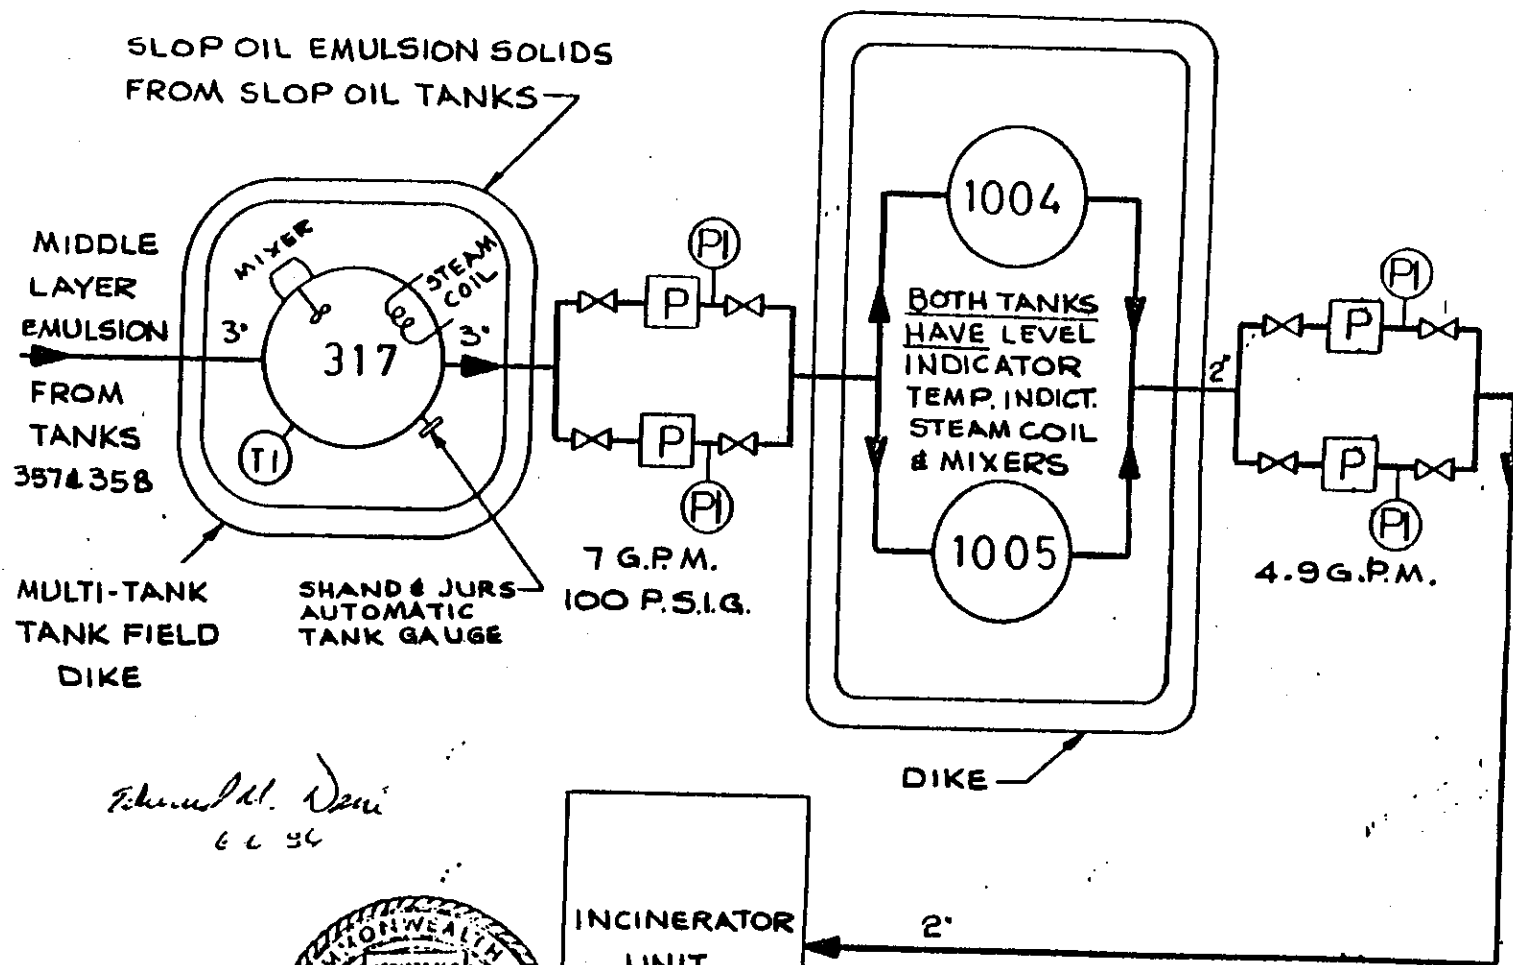 SLOP OIL EMULSION SOLIDS
FROM SLOP OIL TANKS
MIDDLE
LAYER
EMULSION
FROM
TANKS
357 & 358
3"
MIXER
STEAM
COIL
317
3"
TI
MULTI-TANK
TANK FIELD
DIKE
SHAND & JURS
AUTOMATIC
TANK GAUGE
PI
P
P
PI
7 G.P.M.
100 P.S.I.G.
1004
BOTH TANKS
HAVE LEVEL
INDICATOR
TEMP. INDICT.
STEAM COIL
& MIXERS
1005
DIKE
2"
PI
P
P
PI
4.9 G.P.M.
2"
INCINERATOR
UNIT
MONWEALTH